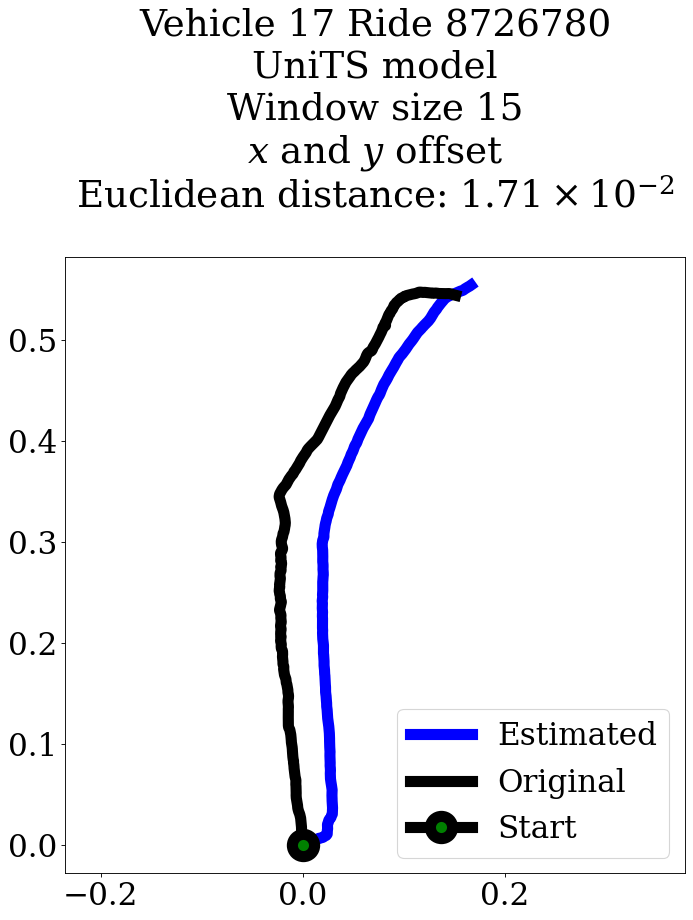 Vehicle 17 Ride 8726780
UniTS model
Window size 15
x and y offset
Euclidean distance: 1.71 × 10⁻²
0.5
0.4
0.3
0.2
0.1
0.0
−0.2 0.0 0.2
Estimated
Original
Start